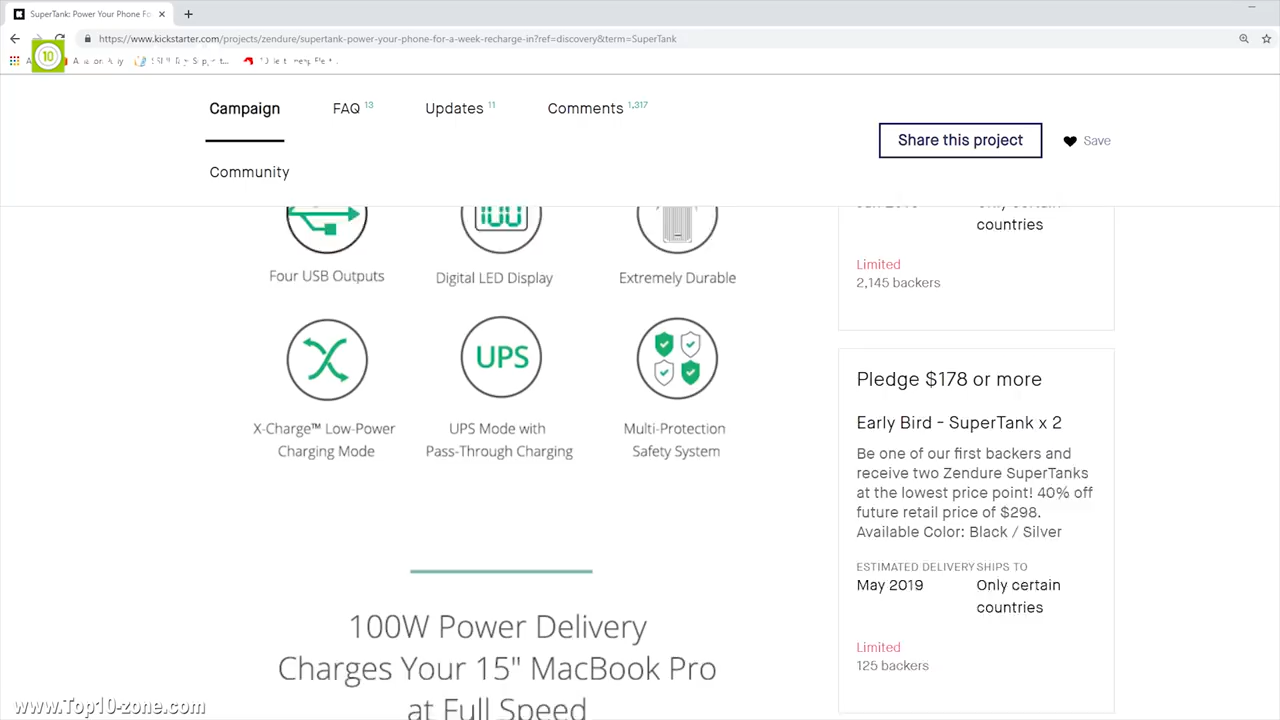 SuperTank: Power Your Phone Fo
https://www.kickstarter.com/projects/zendure/supertank-power-your-phone-for-a-week-recharge-in?ref=discovery&term=SuperTank
10
Campaign
FAQ 13
Updates 11
Comments 1,317
Community
Share this project
Save
100
Four USB Outputs
Digital LED Display
Extremely Durable
UPS
X-Charge™ Low-Power
Charging Mode
UPS Mode with
Pass-Through Charging
Multi-Protection
Safety System
100W Power Delivery
Charges Your 15" MacBook Pro
at Full Speed
Only certain
countries
Limited
2,145 backers
Pledge $178 or more
Early Bird - SuperTank x 2
Be one of our first backers and
receive two Zendure SuperTanks
at the lowest price point! 40% off
future retail price of $298.
Available Color: Black / Silver
ESTIMATED DELIVERY
May 2019
SHIPS TO
Only certain
countries
Limited
125 backers
www.Top10-zone.com